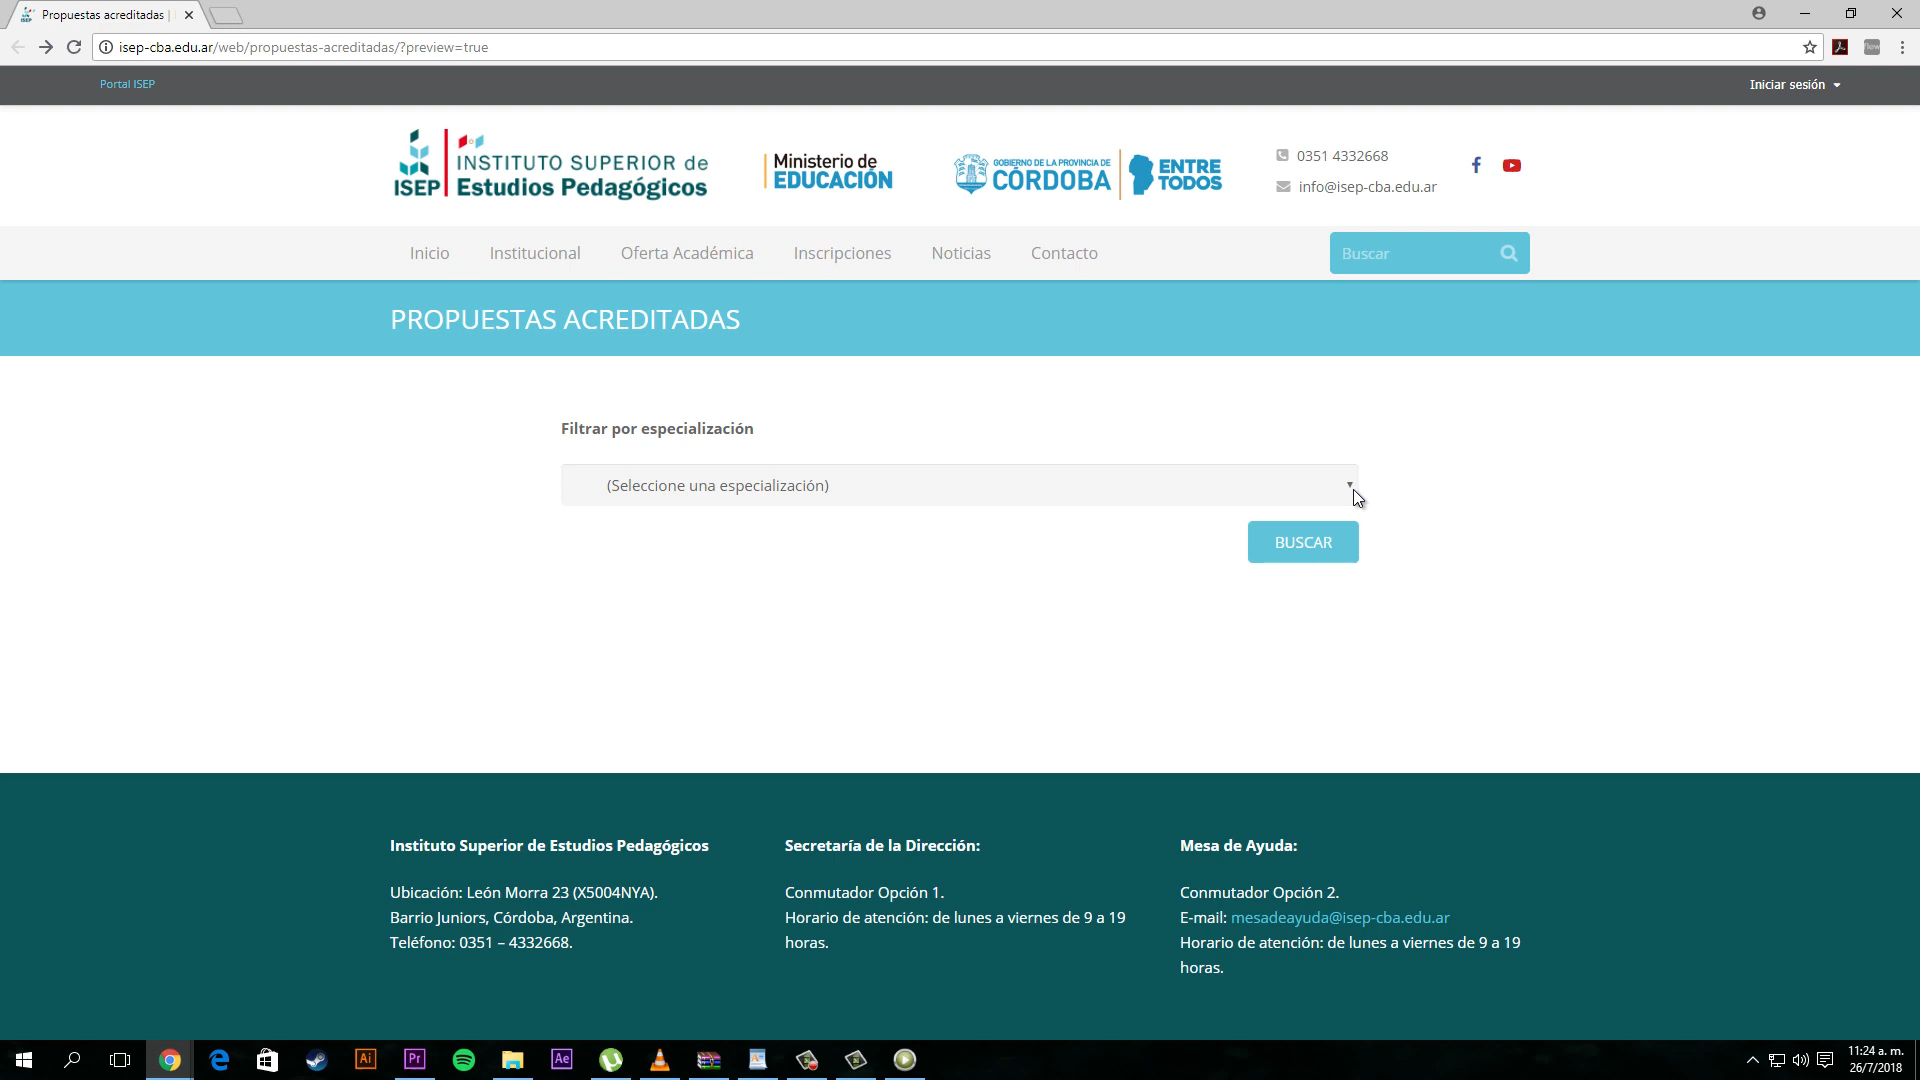 Propuestas acreditadas |
isep-cba.edu.ar/web/propuestas-acreditadas/?preview=true
Portal ISEP
Iniciar sesión
ISEP
INSTITUTO SUPERIOR de
Estudios Pedagógicos
Ministerio de
EDUCACIÓN
GOBIERNO DE LA PROVINCIA DE
CÓRDOBA
ENTRE
TODOS
0351 4332668
info@isep-cba.edu.ar
Inicio
Institucional
Oferta Académica
Inscripciones
Noticias
Contacto
Buscar
PROPUESTAS ACREDITADAS
Filtrar por especialización
(Seleccione una especialización)
BUSCAR
Instituto Superior de Estudios Pedagógicos
Ubicación: León Morra 23 (X5004NYA).
Barrio Juniors, Córdoba, Argentina.
Teléfono: 0351 – 4332668.
Secretaría de la Dirección:
Conmutador Opción 1.
Horario de atención: de lunes a viernes de 9 a 19
horas.
Mesa de Ayuda:
Conmutador Opción 2.
E-mail: mesadeayuda@isep-cba.edu.ar
Horario de atención: de lunes a viernes de 9 a 19
horas.
Ai
Pr
Ae
11:24 a. m.
26/7/2018